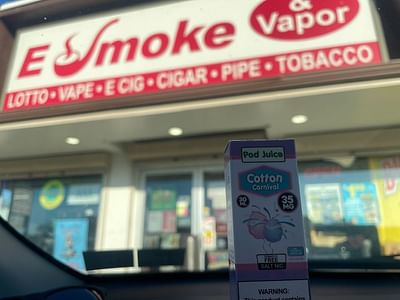 E Smoke
& Vapor
LOTTO • VAPE • E CIG • CIGAR • PIPE • TOBACCO
Pod Juice
Cotton
Carnival
30
ML
35
MG
FREE
SALT NIC
WARNING: